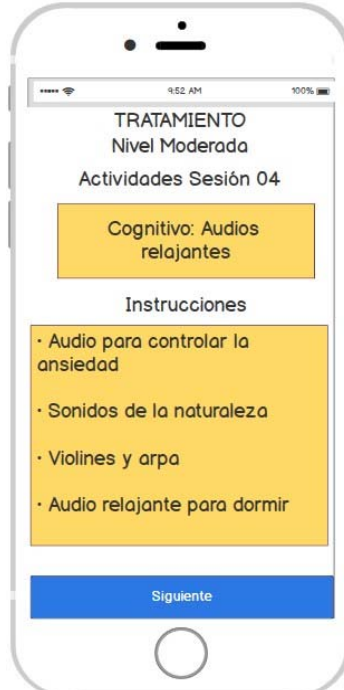 9:52 AM 100%
TRATAMIENTO
Nivel Moderada
Actividades Sesión 04
Cognitivo: Audios
relajantes
Instrucciones
· Audio para controlar la
ansiedad
· Sonidos de la naturaleza
· Violines y arpa
· Audio relajante para dormir
Siguiente